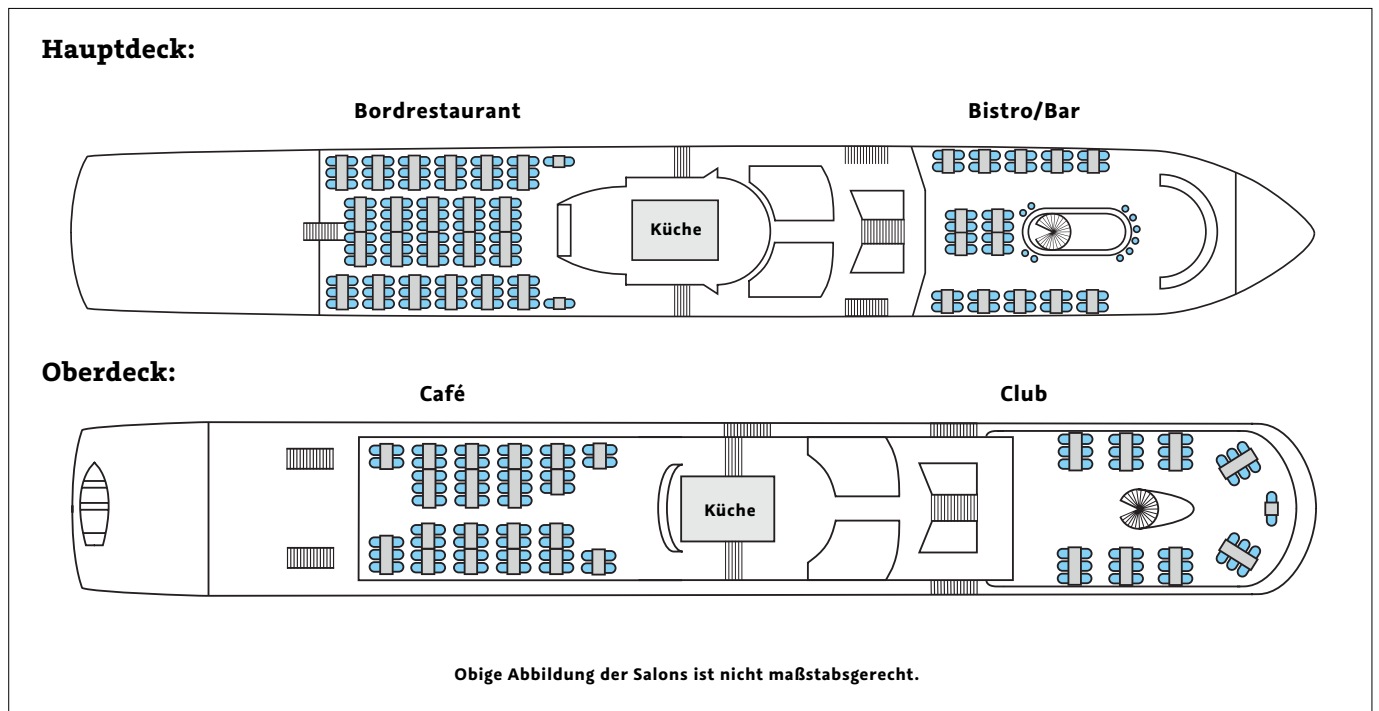 Hauptdeck:
Bordrestaurant
Bistro/Bar
Küche
Oberdeck:
Café
Club
Küche
Obige Abbildung der Salons ist nicht maßstabsgerecht.